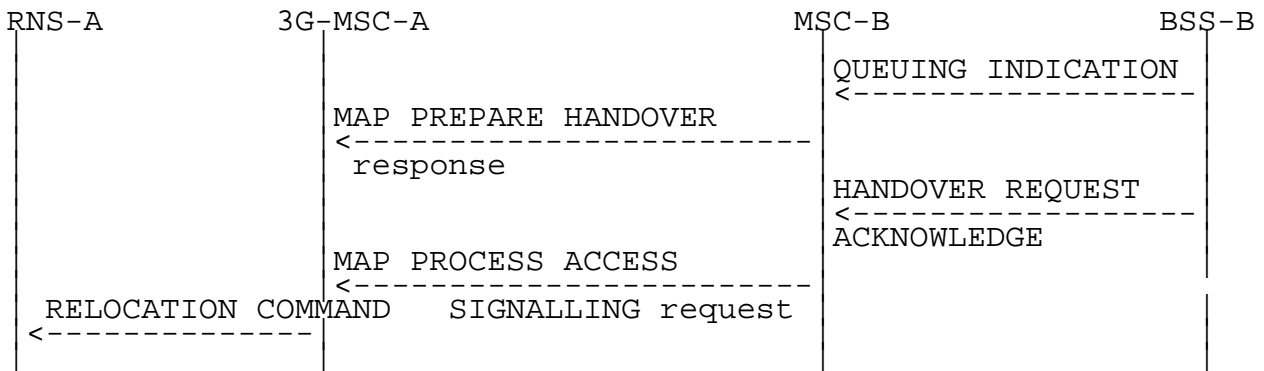 RNS-A 3G-MSC-A MSC-B BSS-B
QUEUING INDICATION
MAP PREPARE HANDOVER
response
HANDOVER REQUEST
ACKNOWLEDGE
MAP PROCESS ACCESS
RELOCATION COMMAND SIGNALLING request